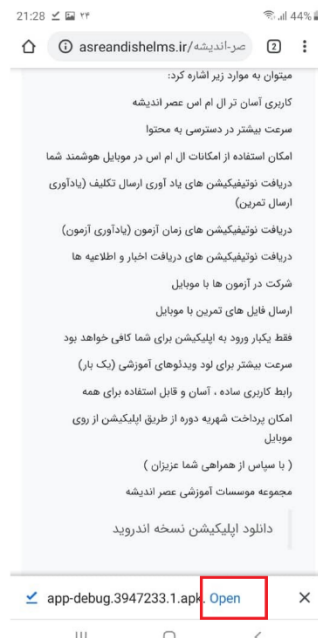 21:28
۲۴
44%
asreandishelms.ir/صر-اندیشه
2
میتوان به موارد زیر اشاره کرد:
کاربری آسان تر ال ام اس عصر اندیشه
سرعت بیشتر در دسترسی به محتوا
امکان استفاده از امکانات ال ام اس در موبایل هوشمند شما
دریافت نوتیفیکیشن های یاد آوری ارسال تکلیف (یادآوری
ارسال تمرین)
دریافت نوتیفیکیشن های زمان آزمون (یادآوری آزمون)
دریافت نوتیفیکیشن های دریافت اخبار و اطلاعیه ها
شرکت در آزمون ها با موبایل
ارسال فایل های تمرین با موبایل
فقط یکبار ورود به اپلیکیشن برای شما کافی خواهد بود
سرعت بیشتر برای لود ویدئوهای آموزشی (یک بار)
رابط کاربری ساده ، آسان و قابل استفاده برای همه
امکان پرداخت شهریه دوره از طریق اپلیکیشن از روی
موبایل
( با سپاس از همراهی شما عزیزان )
مجموعه موسسات آموزشی عصر اندیشه
دانلود اپلیکیشن نسخه اندروید
app-debug.3947233.1.apk. Open